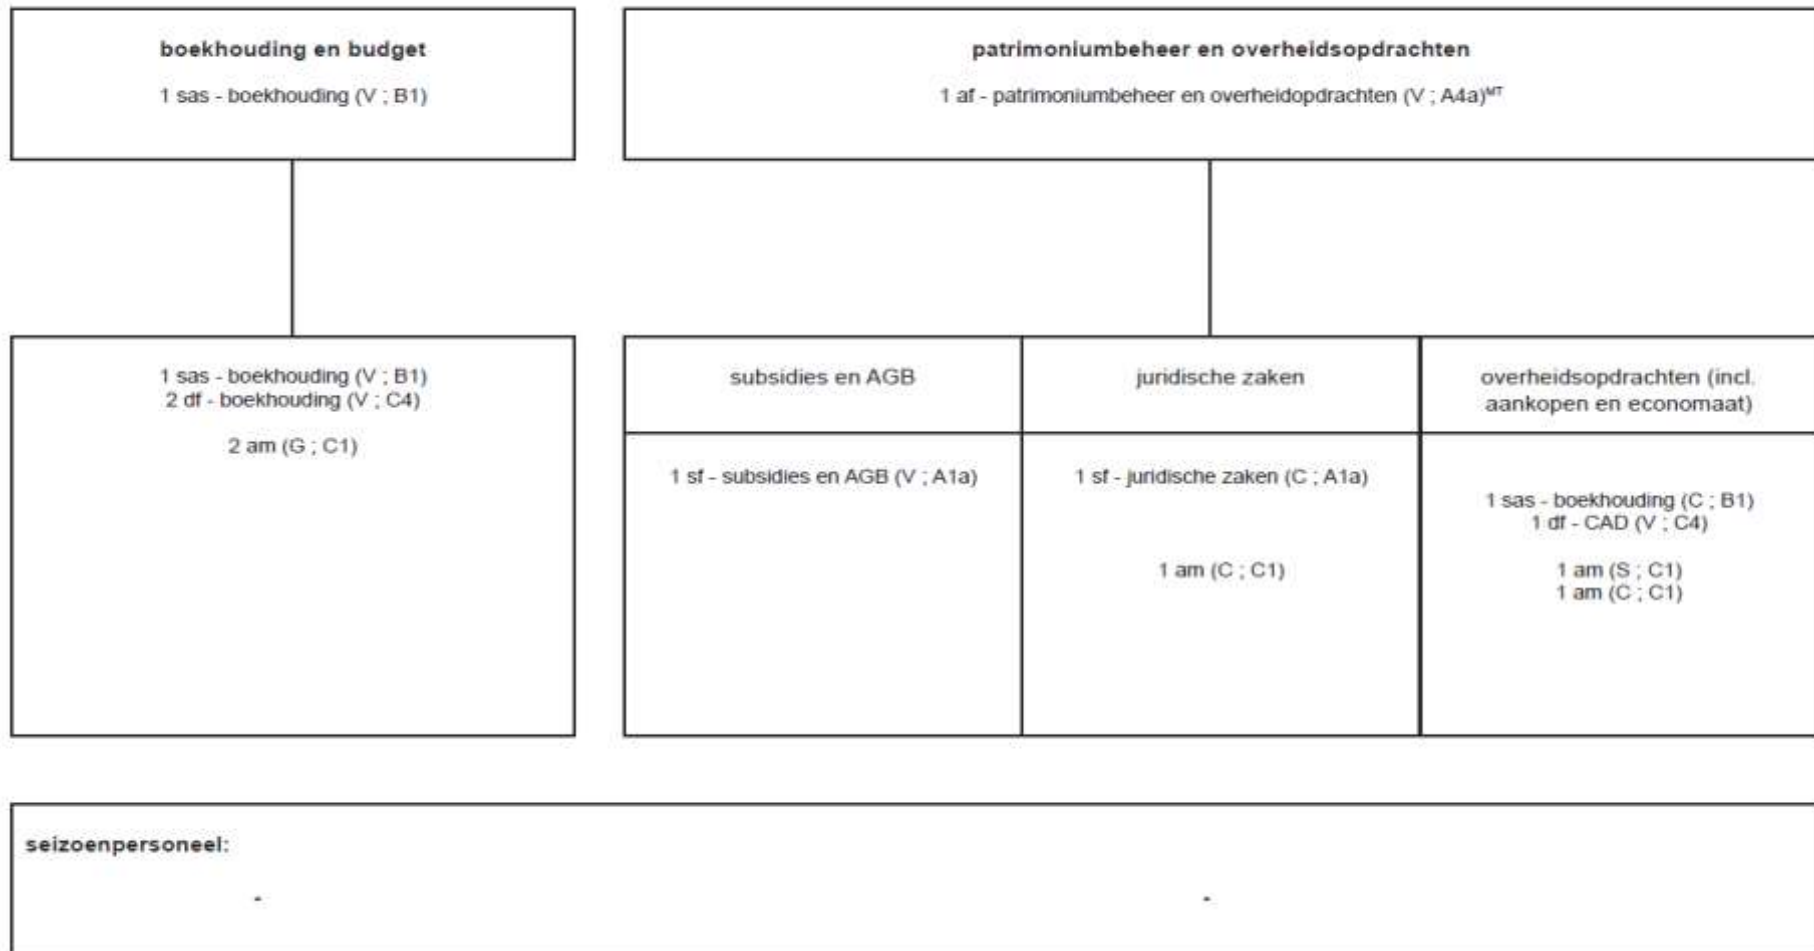 boekhouding en budget
1 sas - boekhouding (V ; B1)
patrimoniumbeheer en overheidsopdrachten
1 af - patrimoniumbeheer en overheidopdrachten (V ; A4a)ᴹᵀ
1 sas - boekhouding (V ; B1)
2 df - boekhouding (V ; C4)
2 am (G ; C1)
subsidies en AGB
1 sf - subsidies en AGB (V ; A1a)
juridische zaken
1 sf - juridische zaken (C ; A1a)
1 am (C ; C1)
overheidsopdrachten (incl.
aankopen en economaat)
1 sas - boekhouding (C ; B1)
1 df - CAD (V ; C4)
1 am (S ; C1)
1 am (C ; C1)
seizoenpersoneel:
-
-